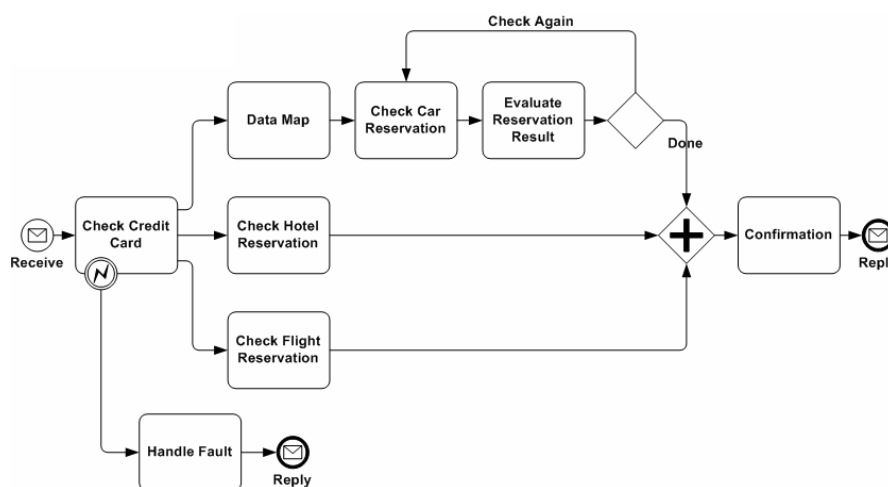 Check Again
Data Map
Check Car
Reservation
Evaluate
Reservation
Result
Done
Check Credit
Card
Receive
Check Hotel
Reservation
Confirmation
Repl
Check Flight
Reservation
Handle Fault
Reply